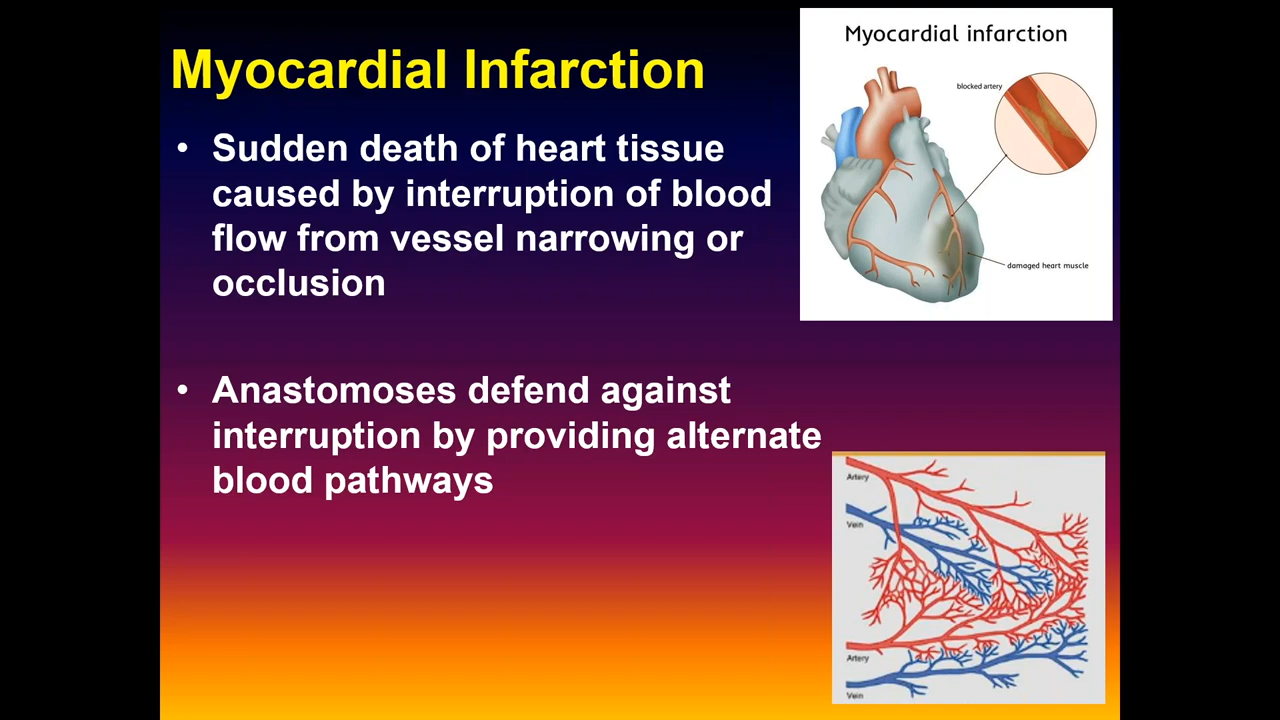 Myocardial Infarction
• Sudden death of heart tissue
caused by interruption of blood
flow from vessel narrowing or
occlusion
• Anastomoses defend against
interruption by providing alternate
blood pathways
Myocardial infarction
blocked artery
damaged heart muscle
Artery
Vein
Artery
Vein